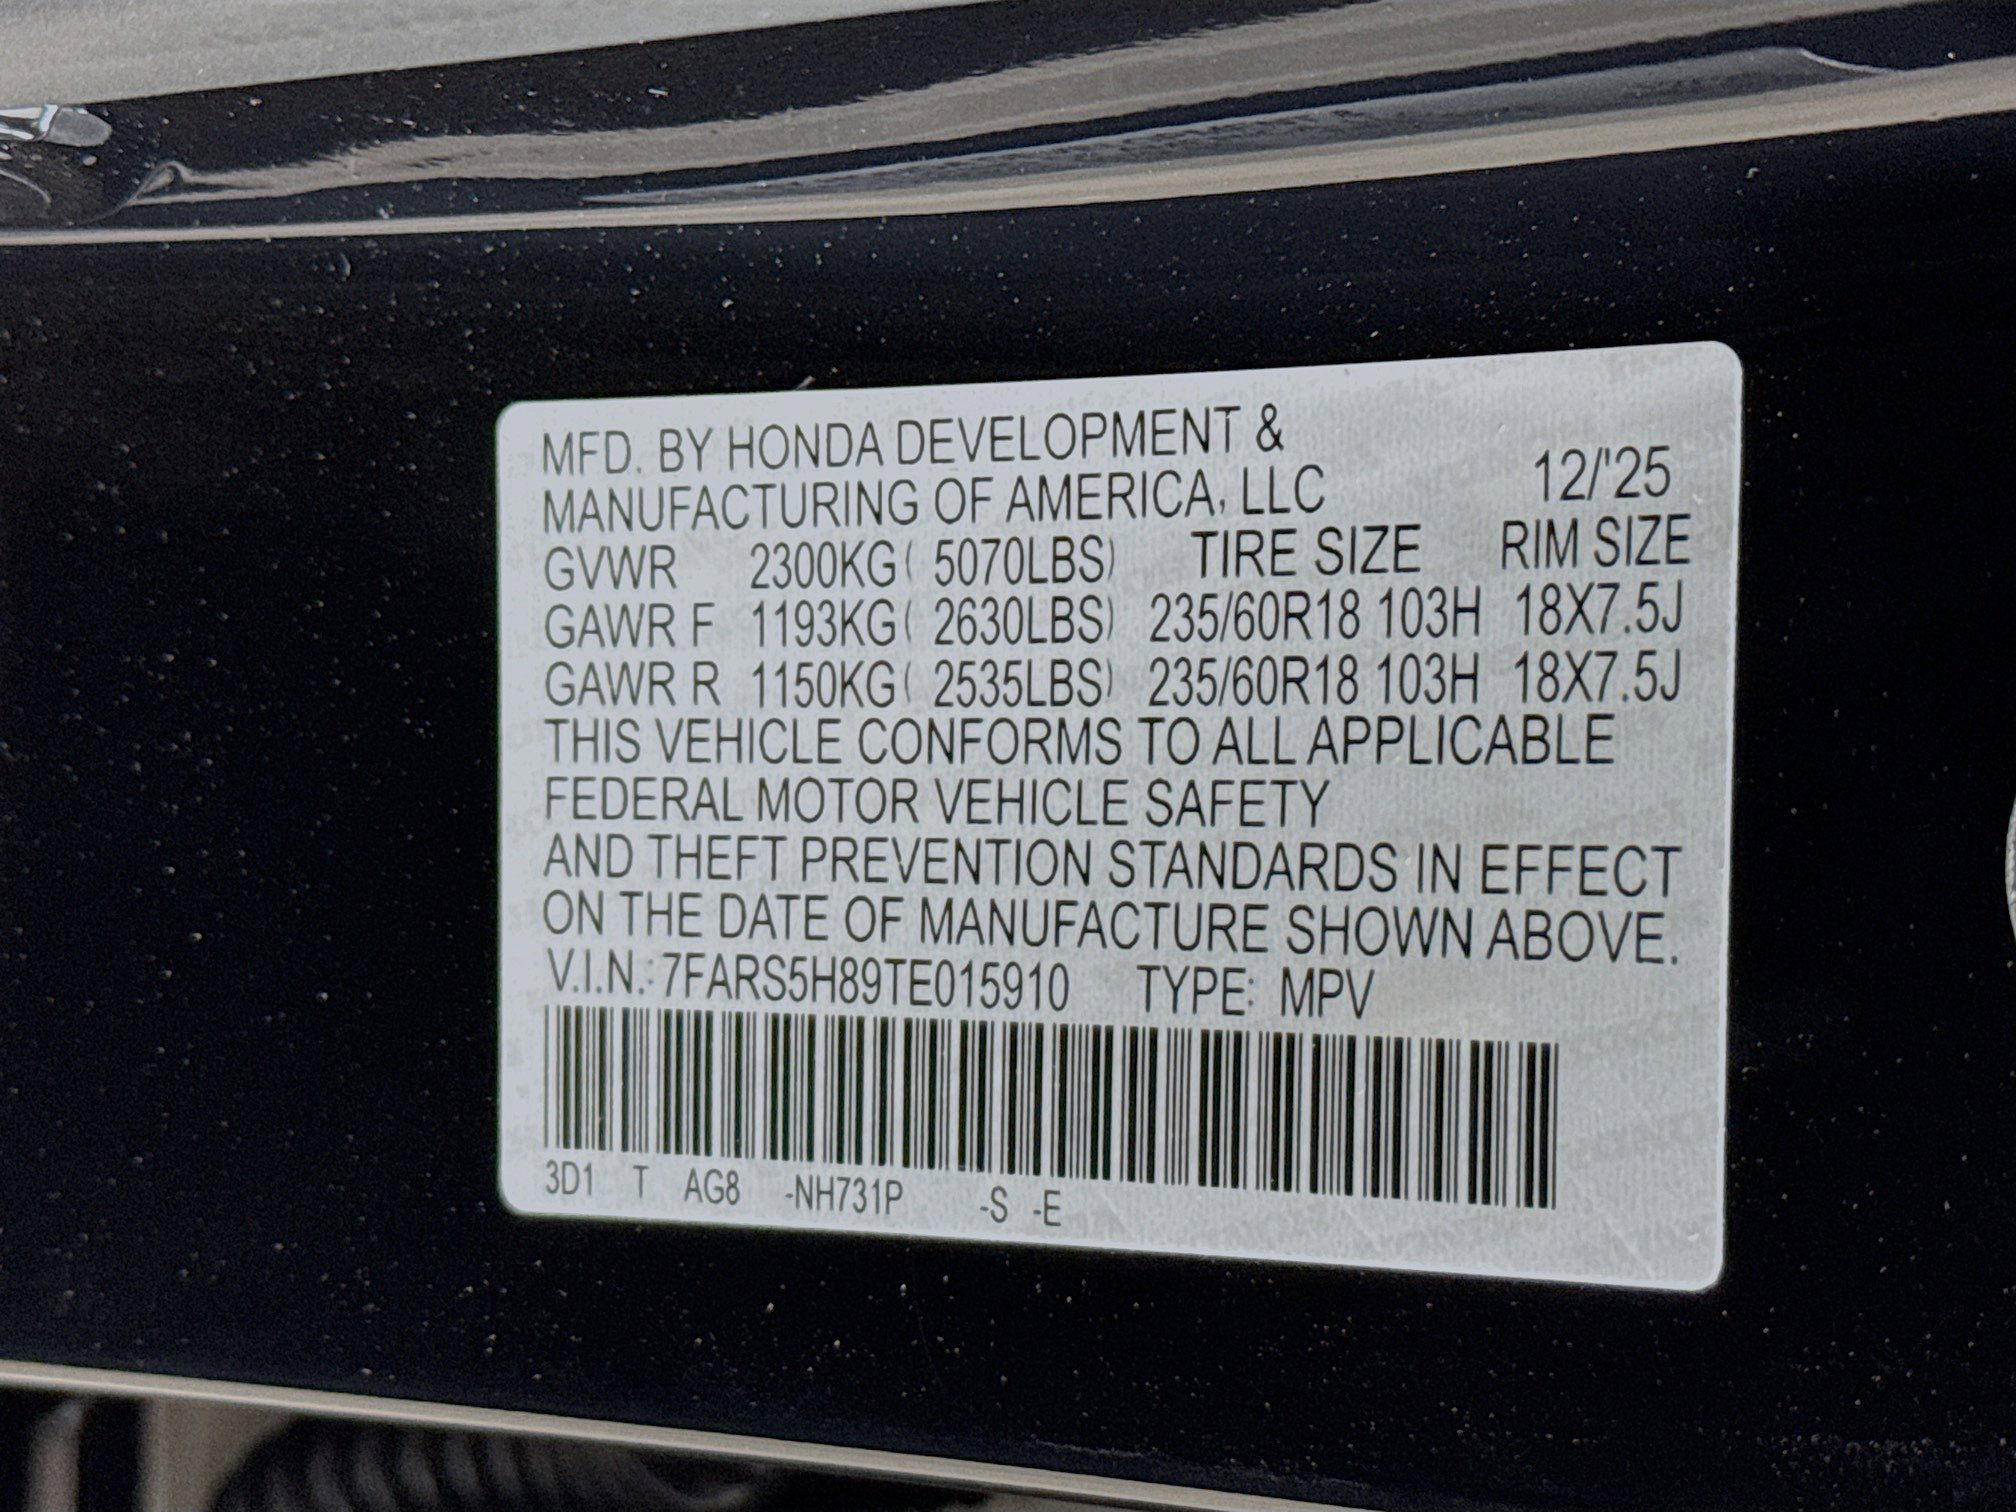 MFD. BY HONDA DEVELOPMENT &
MANUFACTURING OF AMERICA, LLC 12/'25
GVWR 2300KG( 5070LBS) TIRE SIZE RIM SIZE
GAWR F 1193KG( 2630LBS) 235/60R18 103H 18X7.5J
GAWR R 1150KG( 2535LBS) 235/60R18 103H 18X7.5J
THIS VEHICLE CONFORMS TO ALL APPLICABLE
FEDERAL MOTOR VEHICLE SAFETY
AND THEFT PREVENTION STANDARDS IN EFFECT
ON THE DATE OF MANUFACTURE SHOWN ABOVE.
V.I.N.: 7FARS5H89TE015910 TYPE: MPV
3D1 T AG8 -NH731P -S -E